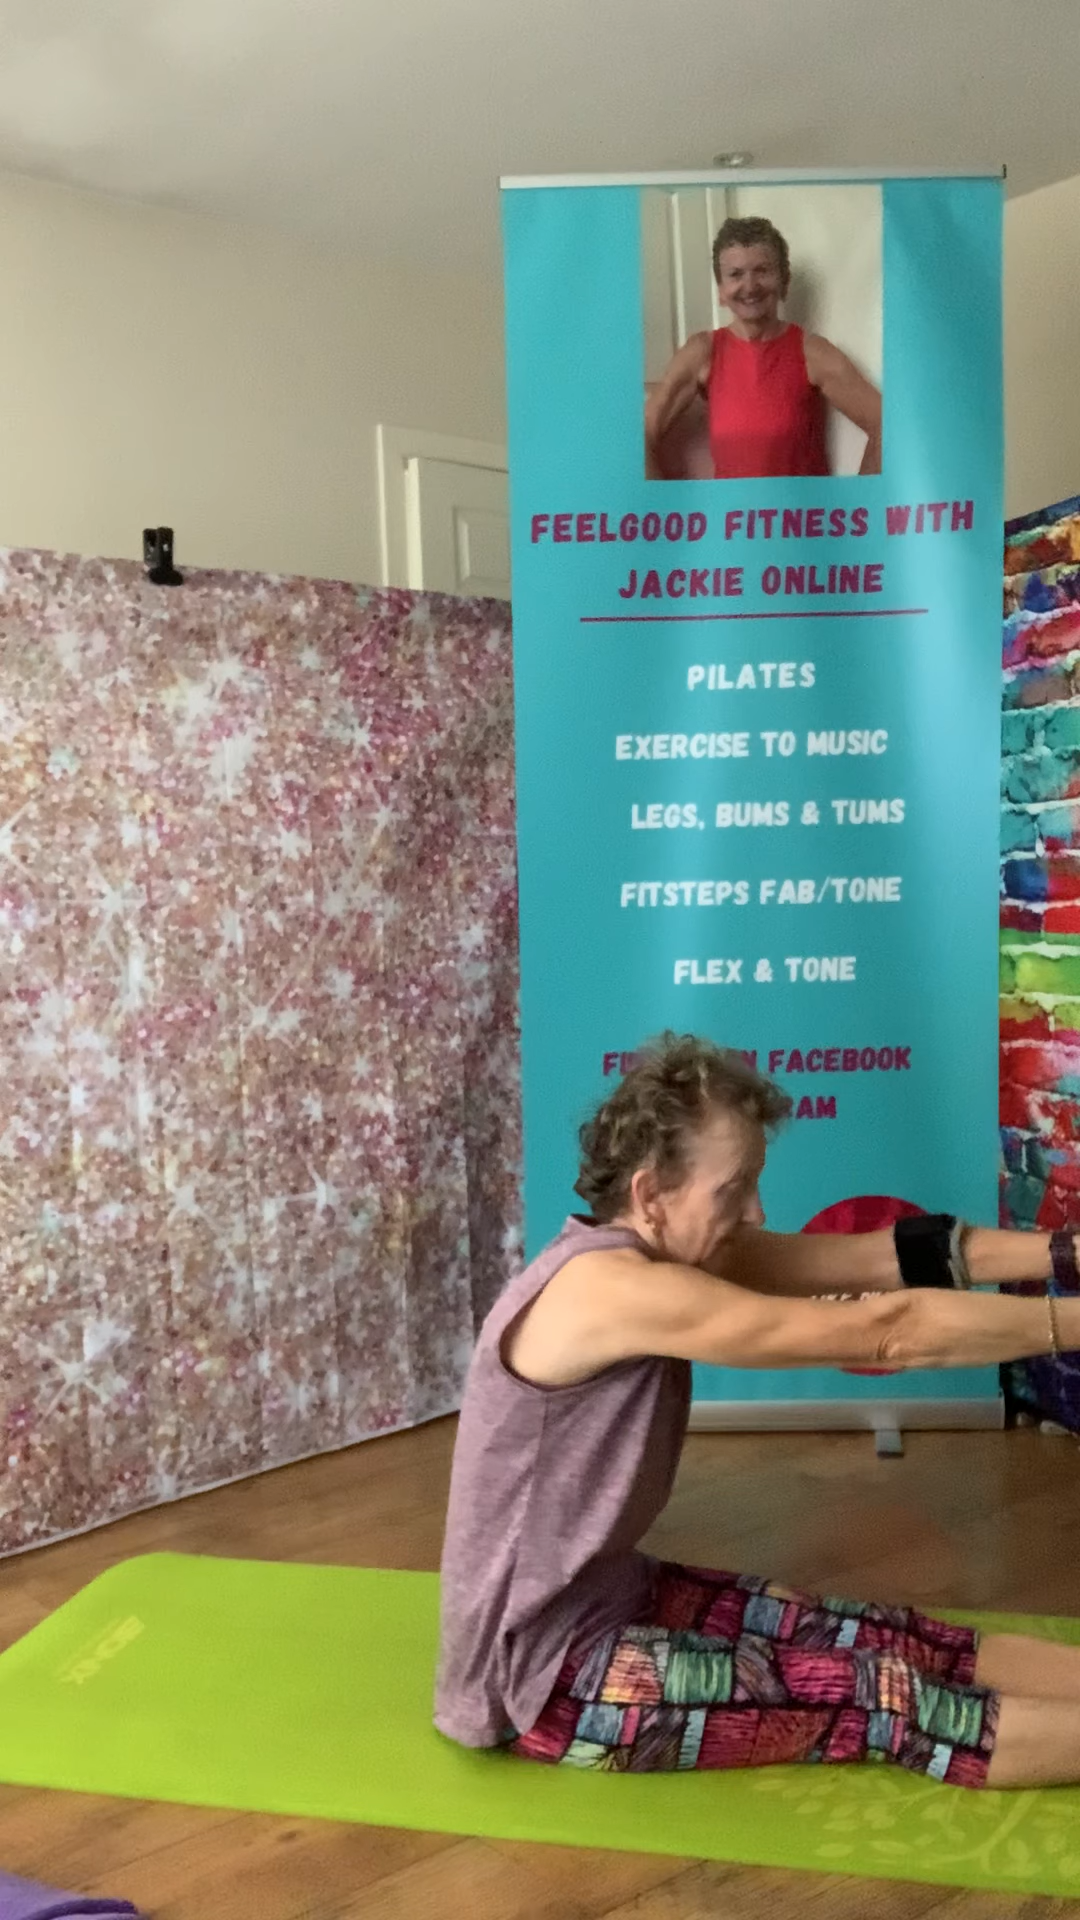 FEELGOOD FITNESS WITH
JACKIE ONLINE
PILATES
EXERCISE TO MUSIC
LEGS, BUMS & TUMS
FITSTEPS FAB/TONE
FLEX & TONE
FACEBOOK